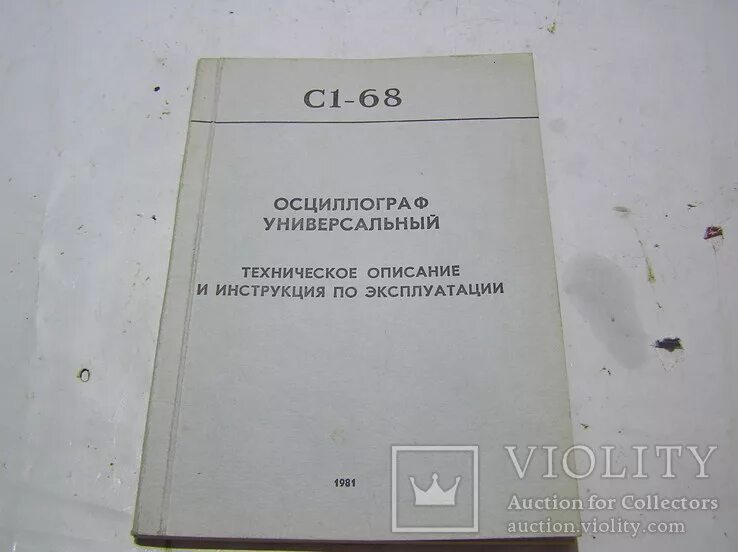 С1-68
ОСЦИЛЛОГРАФ
УНИВЕРСАЛЬНЫЙ
ТЕХНИЧЕСКОЕ ОПИСАНИЕ
И ИНСТРУКЦИЯ ПО ЭКСПЛУАТАЦИИ
1981
VIOLITY
Auction for Collectors
auction.violity.com